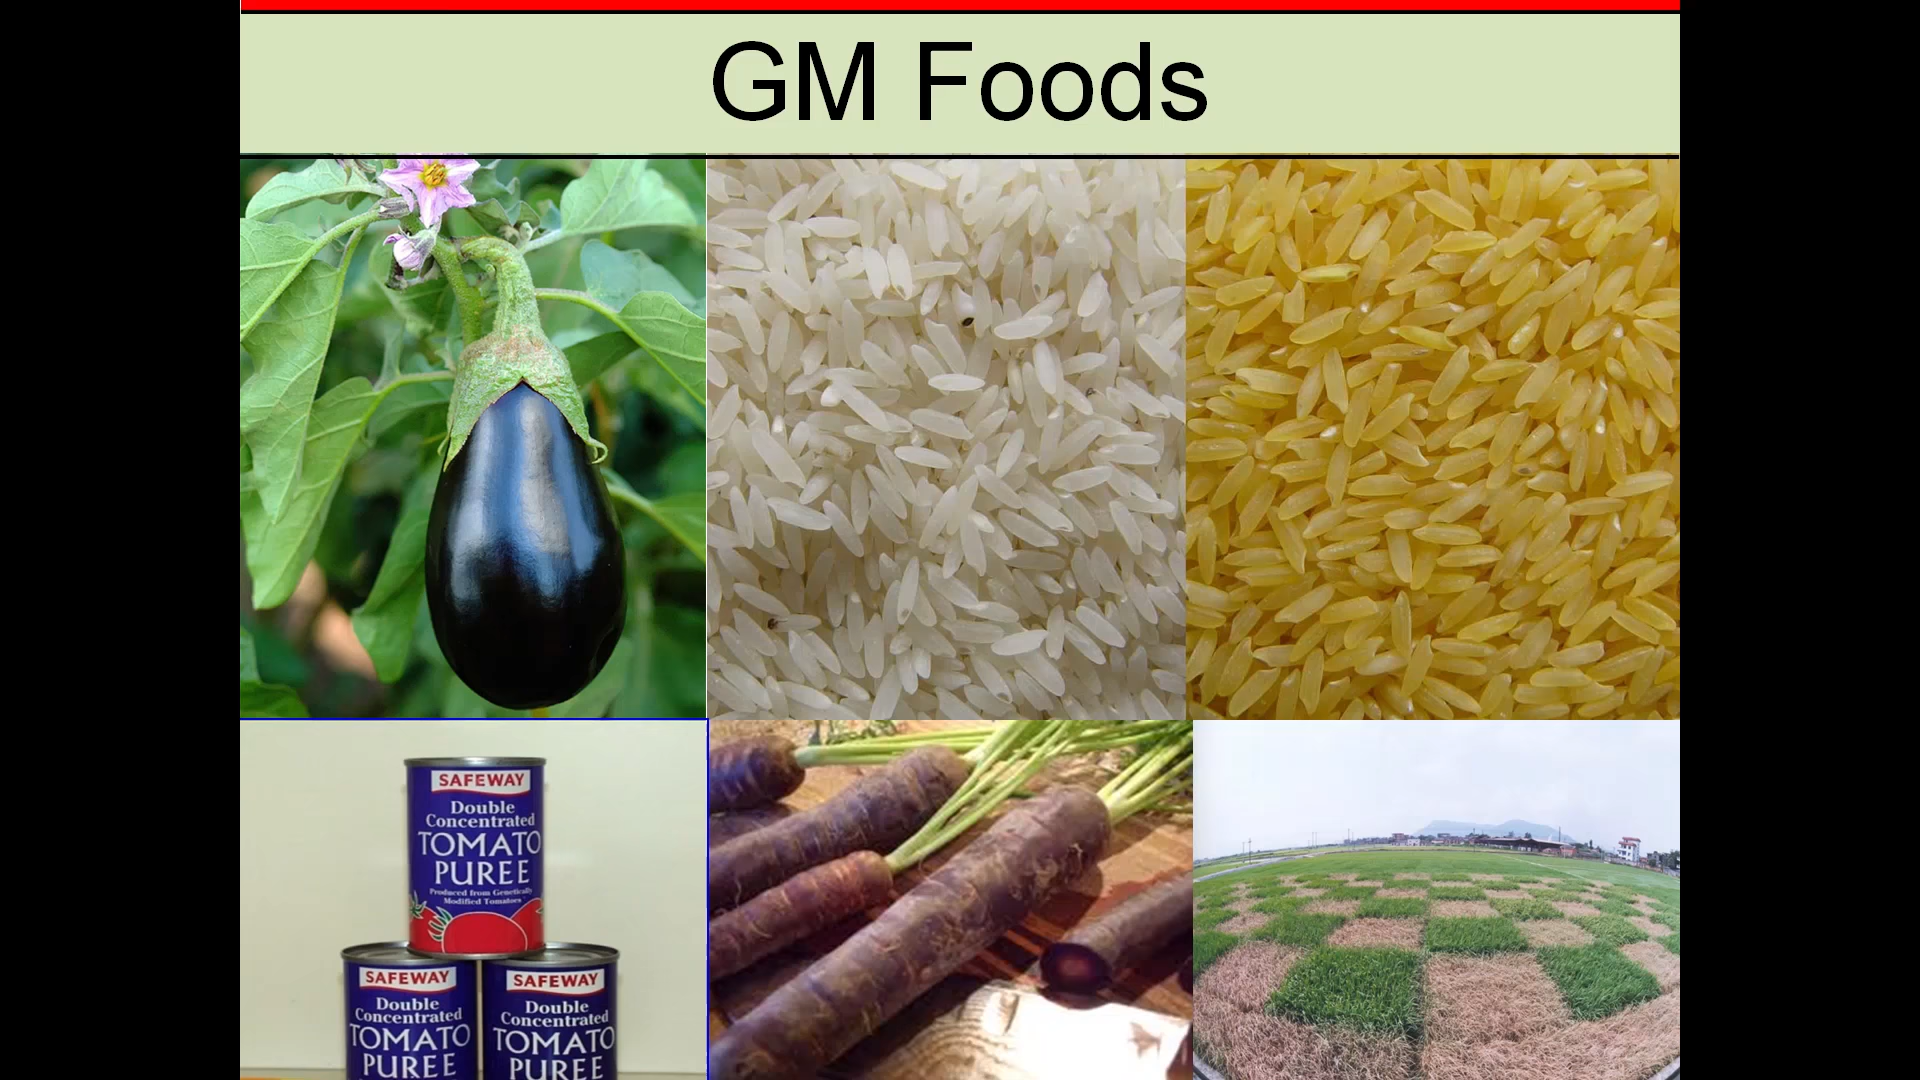 GM Foods
SAFEWAY
Double
Concentrated
TOMATO
PUREE
Produced from Genetically
Modified Tomatoes
SAFEWAY
Double
Concentrated
TOMATO
PUREE
SAFEWAY
Double
Concentrated
TOMATO
PUREE